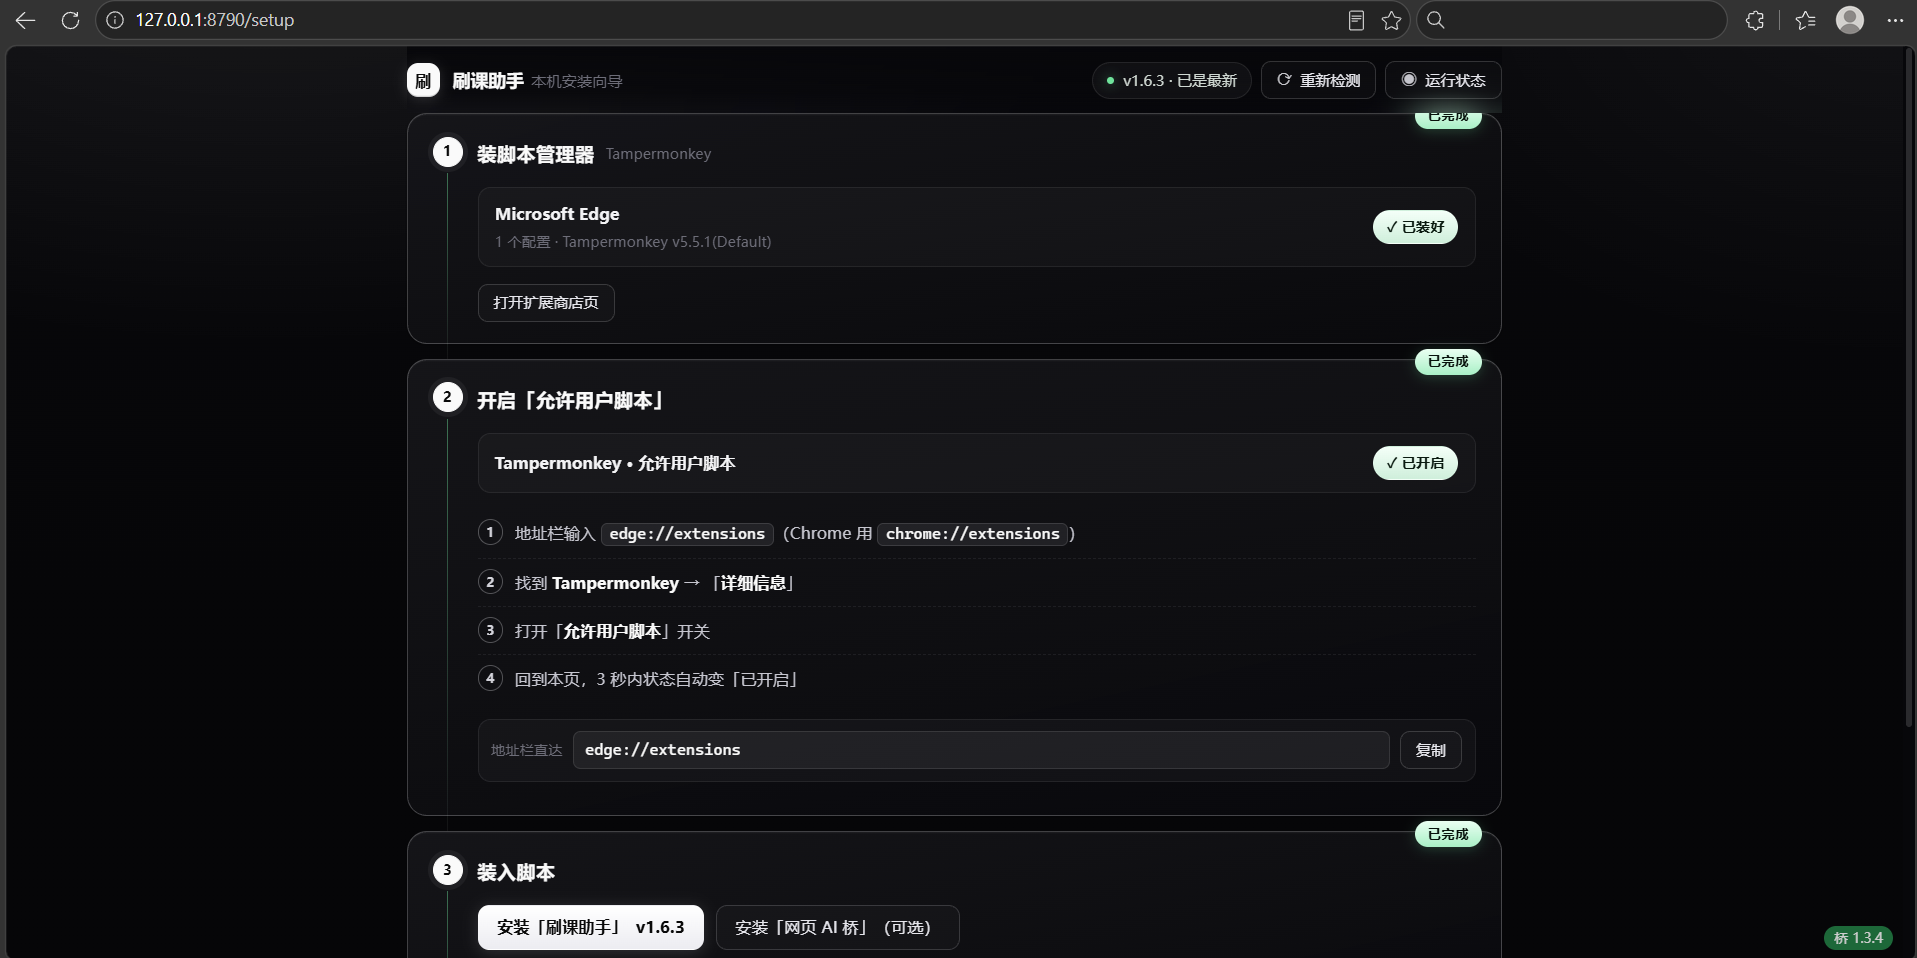 127.0.0.1:8790/setup
刷 刷课助手 本机安装向导
v1.6.3 · 已是最新
重新检测
运行状态
已完成
1 装脚本管理器 Tampermonkey
Microsoft Edge
1 个配置 · Tampermonkey v5.5.1(Default)
✓ 已装好
打开扩展商店页
已完成
2 开启「允许用户脚本」
Tampermonkey • 允许用户脚本
✓ 已开启
1 地址栏输入 edge://extensions (Chrome 用 chrome://extensions)
2 找到 Tampermonkey → 「详细信息」
3 打开「允许用户脚本」开关
4 回到本页，3 秒内状态自动变「已开启」
地址栏直达 edge://extensions 复制
已完成
3 装入脚本
安装「刷课助手」 v1.6.3
安装「网页 AI 桥」（可选）
桥 1.3.4